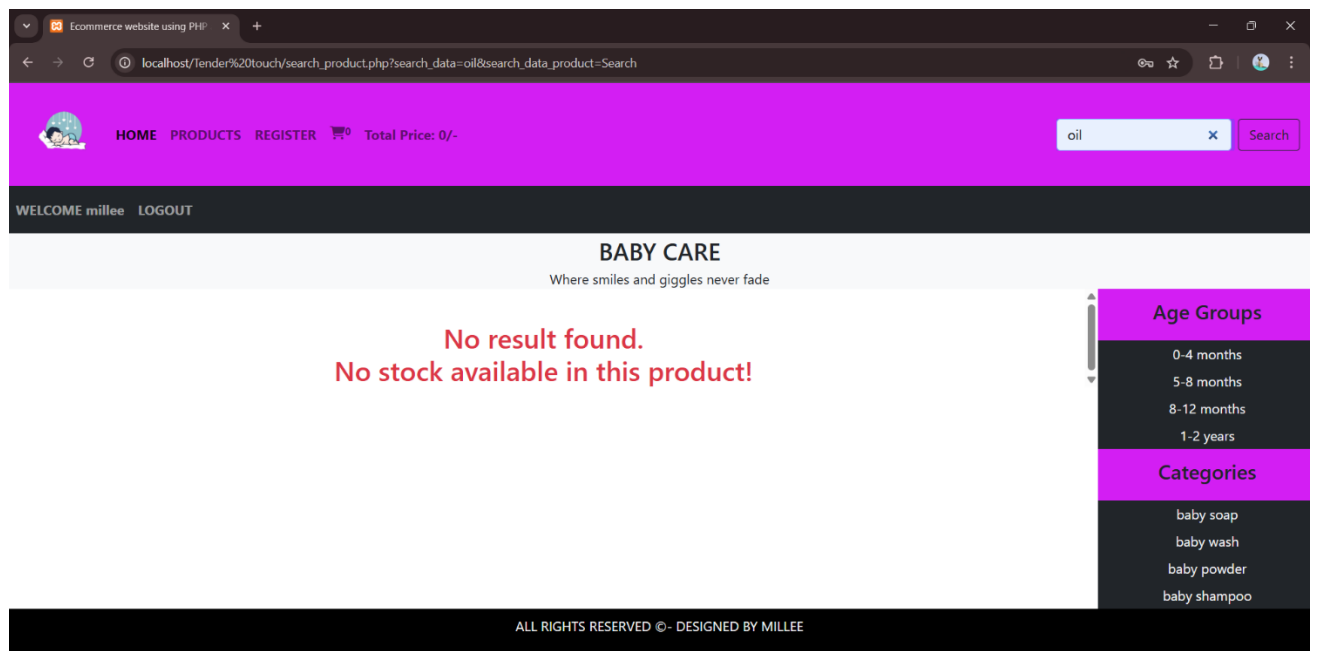 Ecommerce website using PHP
localhost/Tender%20touch/search_product.php?search_data=oil&search_data_product=Search
HOME PRODUCTS REGISTER 0 Total Price: 0/- oil Search
WELCOME millee LOGOUT
BABY CARE
Where smiles and giggles never fade
No result found.
No stock available in this product!
Age Groups
0-4 months
5-8 months
8-12 months
1-2 years
Categories
baby soap
baby wash
baby powder
baby shampoo
ALL RIGHTS RESERVED ©- DESIGNED BY MILLEE